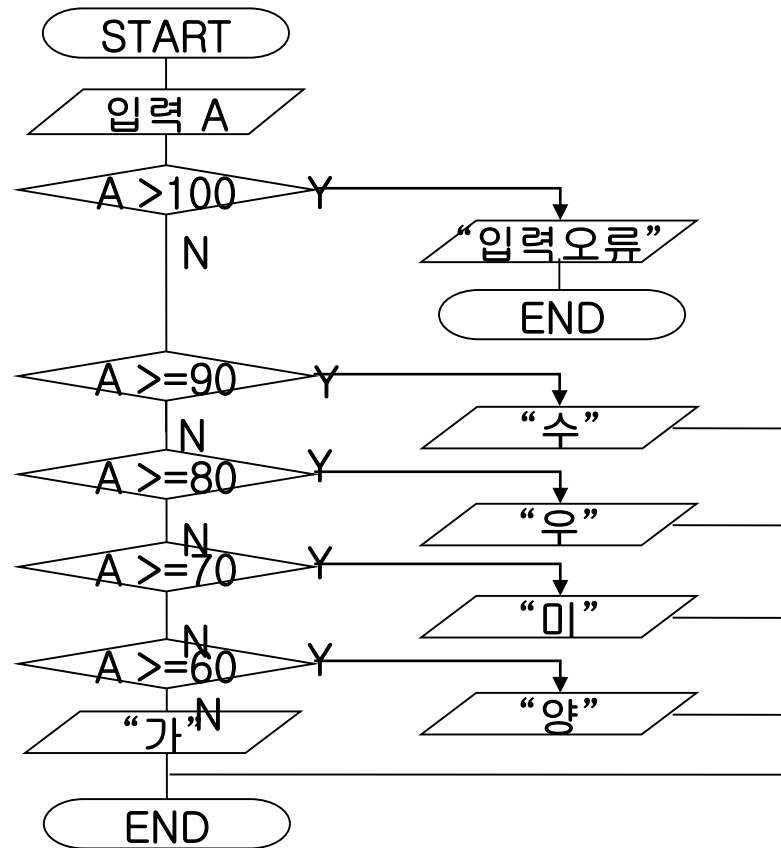 START
입력 A
A >100
Y
N
“입력오류”
END
A >=90
Y
“수”
N
A >=80
Y
“우”
N
A >=70
Y
“미”
N
A >=60
Y
“양”
N
“가”
END